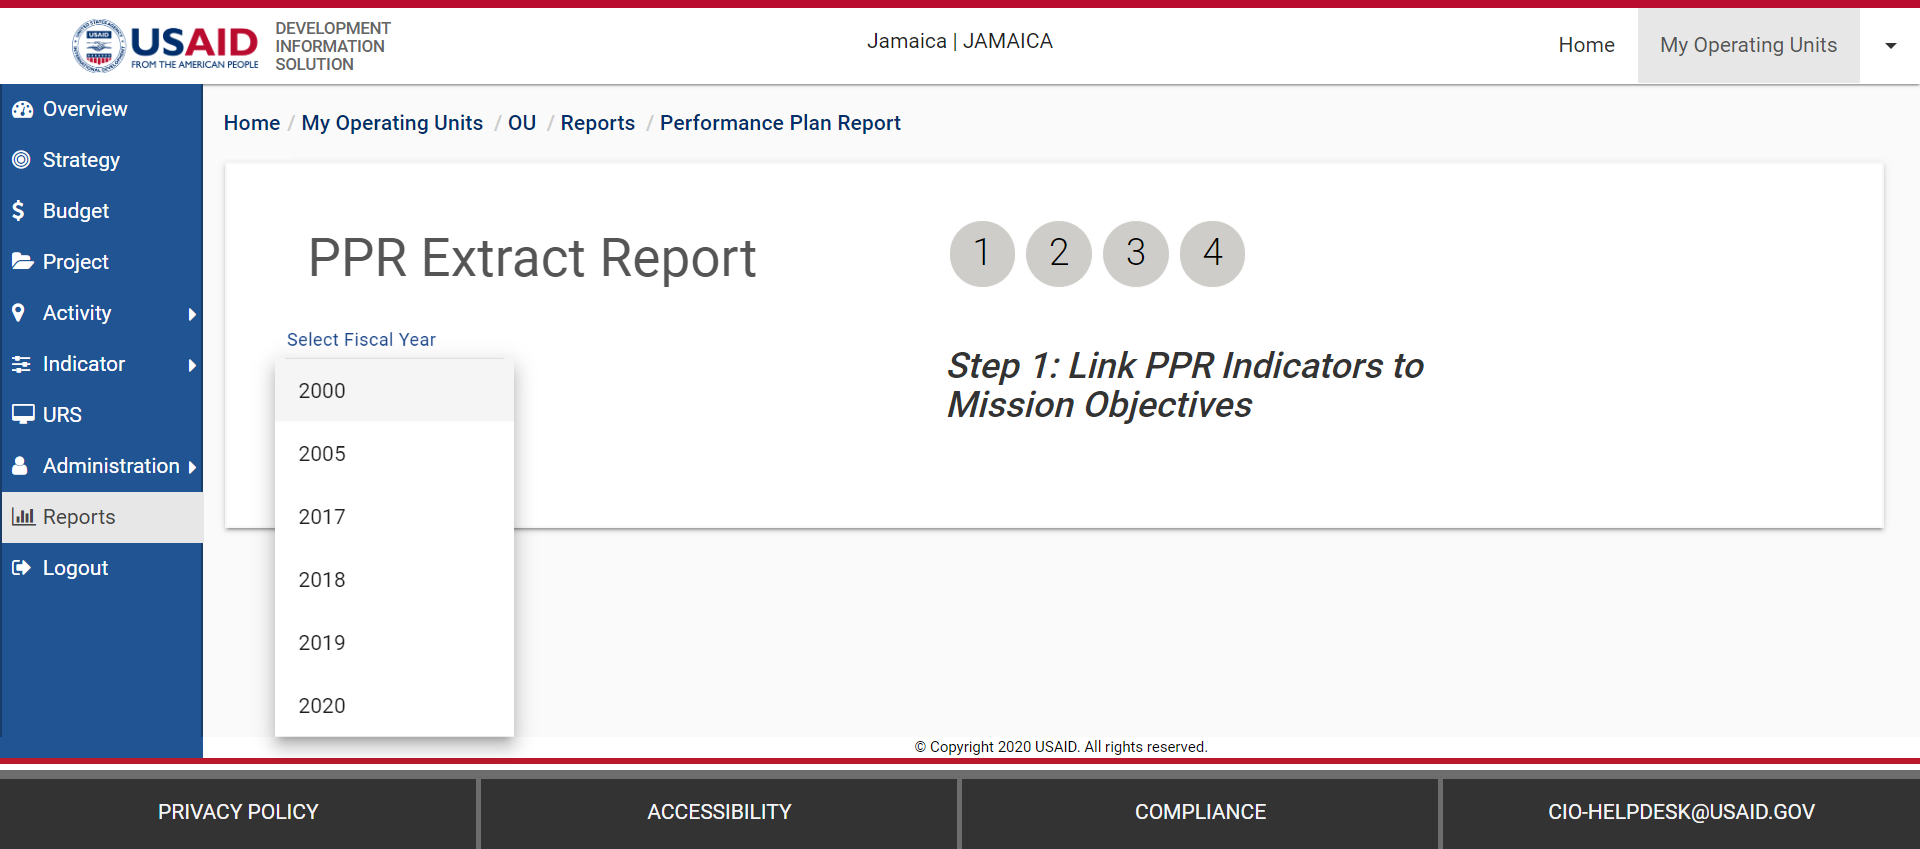 USAID
FROM THE AMERICAN PEOPLE
DEVELOPMENT
INFORMATION
SOLUTION
Jamaica | JAMAICA
Home
My Operating Units
Overview
Strategy
Budget
Project
Activity
Indicator
URS
Administration
Reports
Logout
Home / My Operating Units / OU / Reports / Performance Plan Report
PPR Extract Report
1 2 3 4
Select Fiscal Year
2000
2005
2017
2018
2019
2020
Step 1: Link PPR Indicators to
Mission Objectives
© Copyright 2020 USAID. All rights reserved.
PRIVACY POLICY
ACCESSIBILITY
COMPLIANCE
CIO-HELPDESK@USAID.GOV